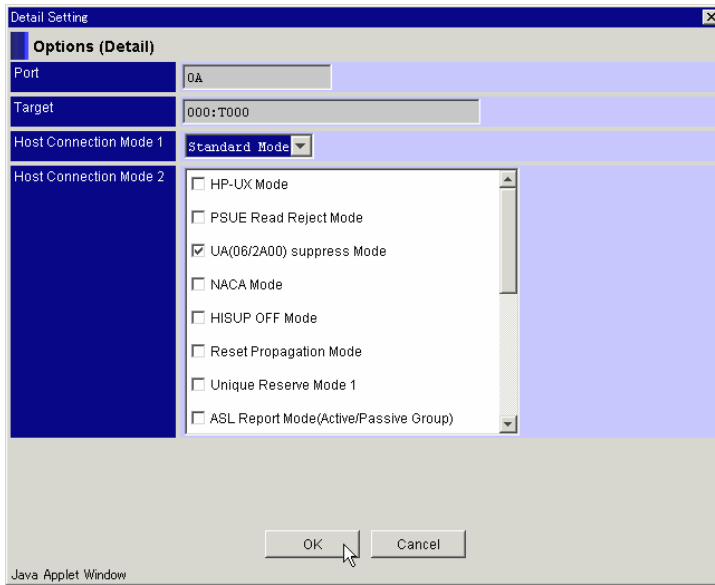 Detail Setting
Options (Detail)
Port
0A
Target
000:T000
Host Connection Mode 1
Standard Mode
Host Connection Mode 2
HP-UX Mode
PSUE Read Reject Mode
UA(06/2A00) suppress Mode
NACA Mode
HISUP OFF Mode
Reset Propagation Mode
Unique Reserve Mode 1
ASL Report Mode(Active/Passive Group)
OK
Cancel
Java Applet Window